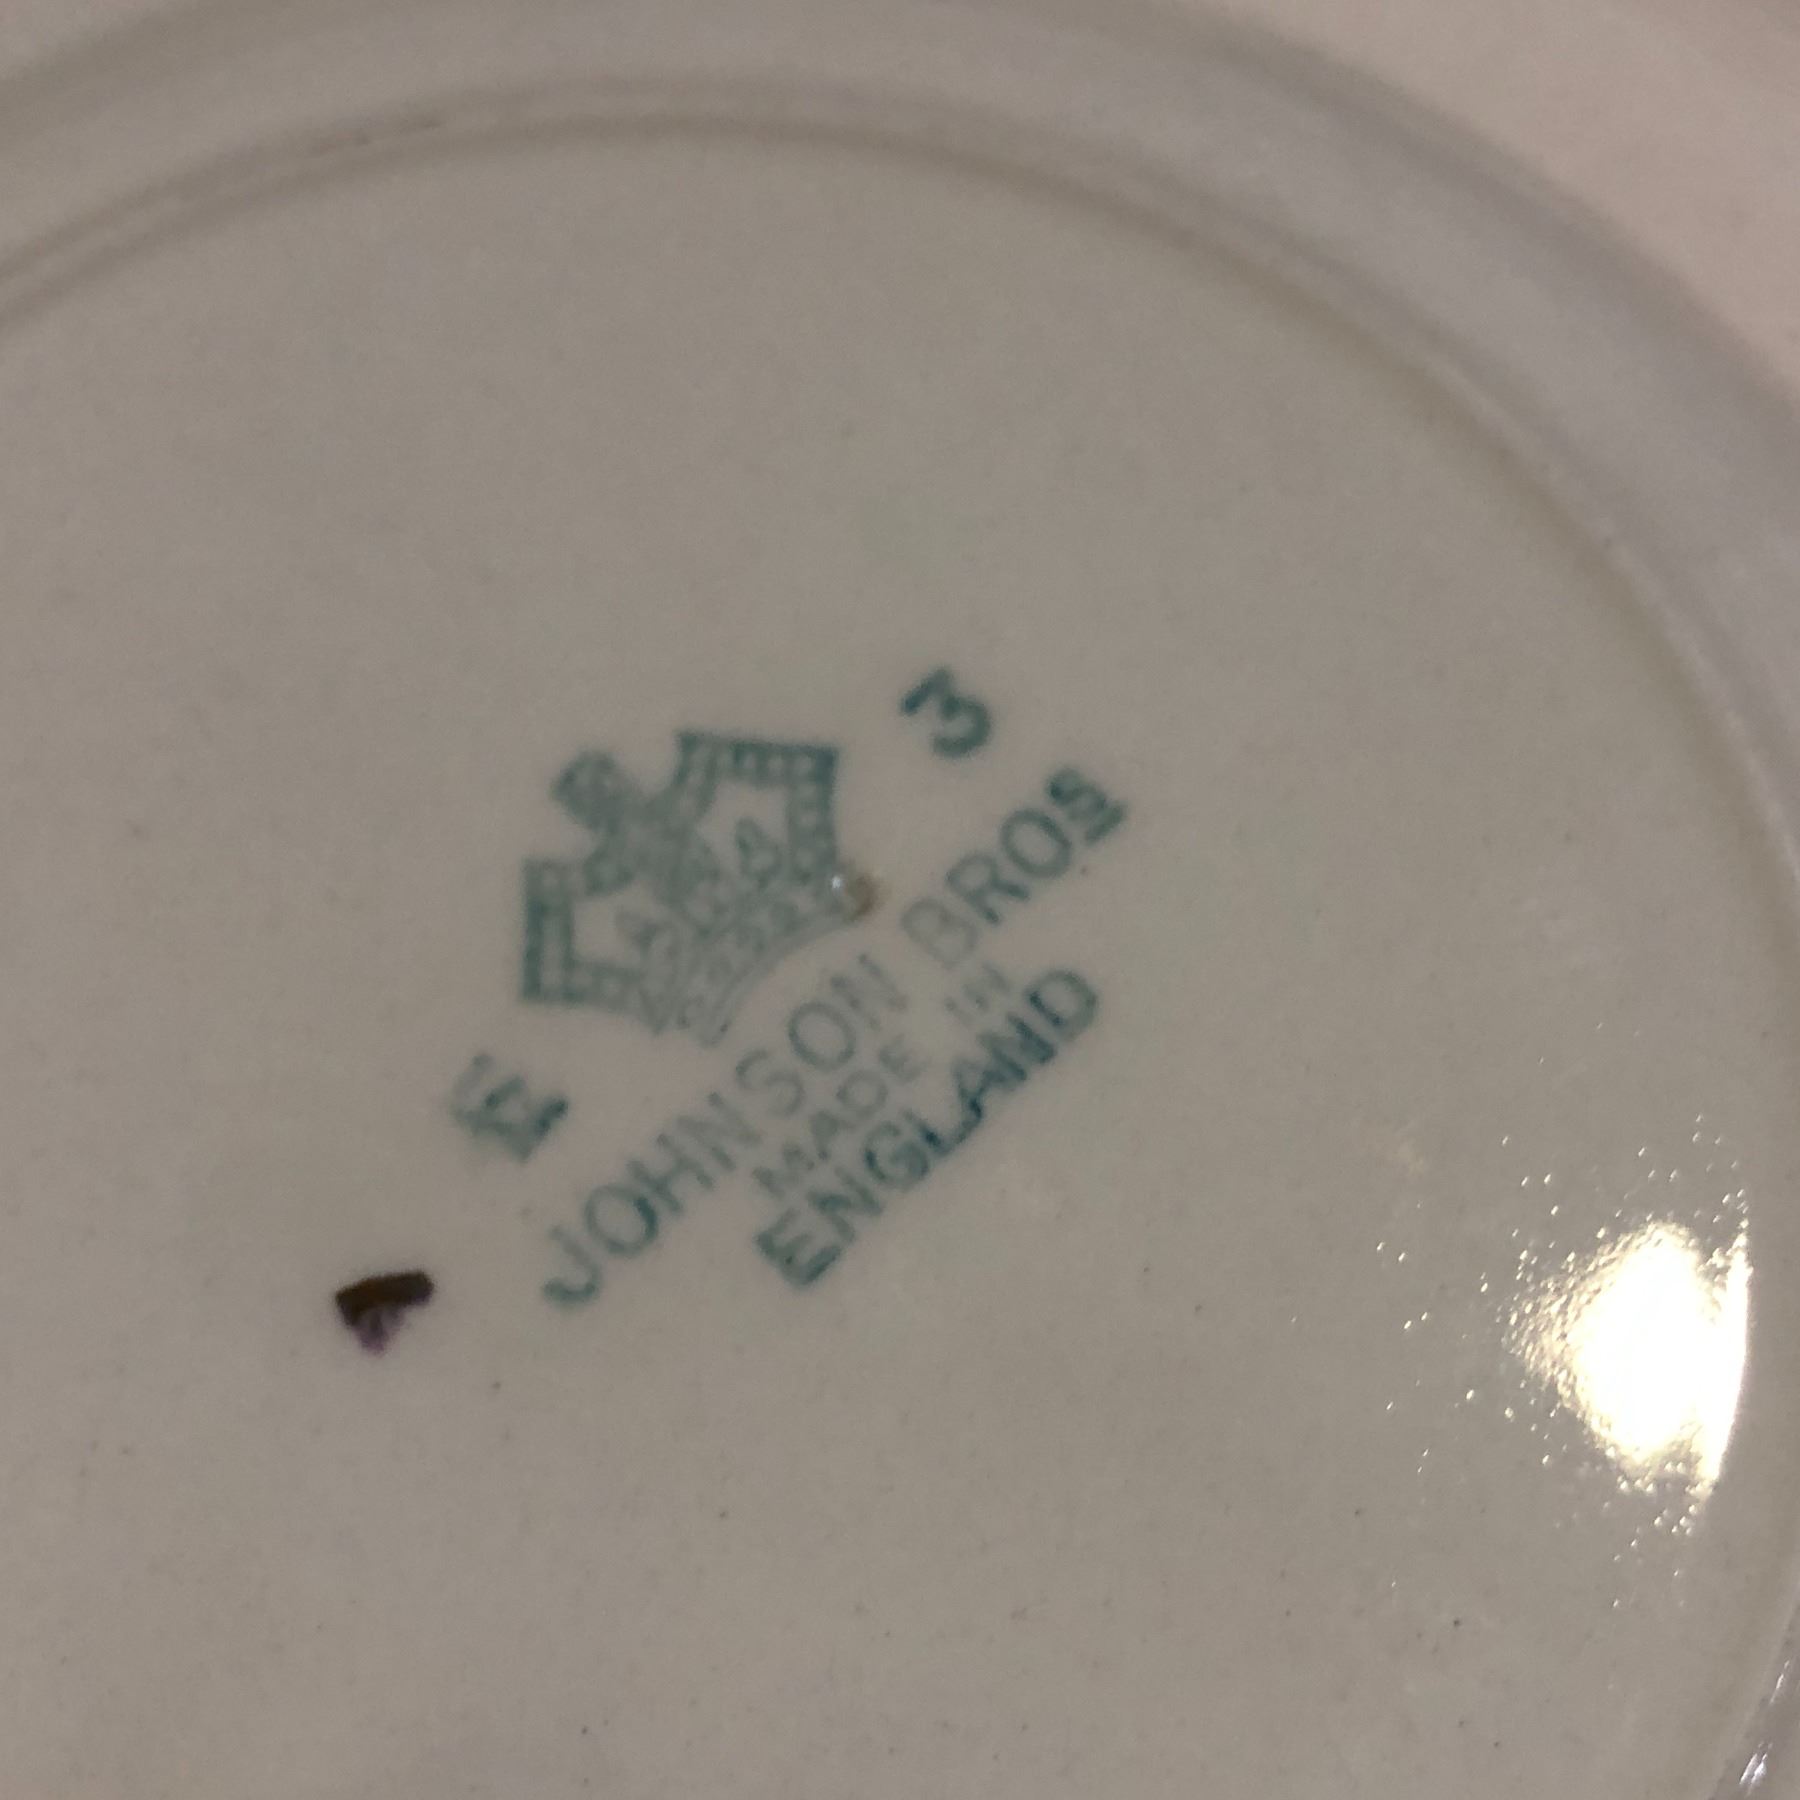 3
JOHNSON BROS
MADE IN
ENGLAND